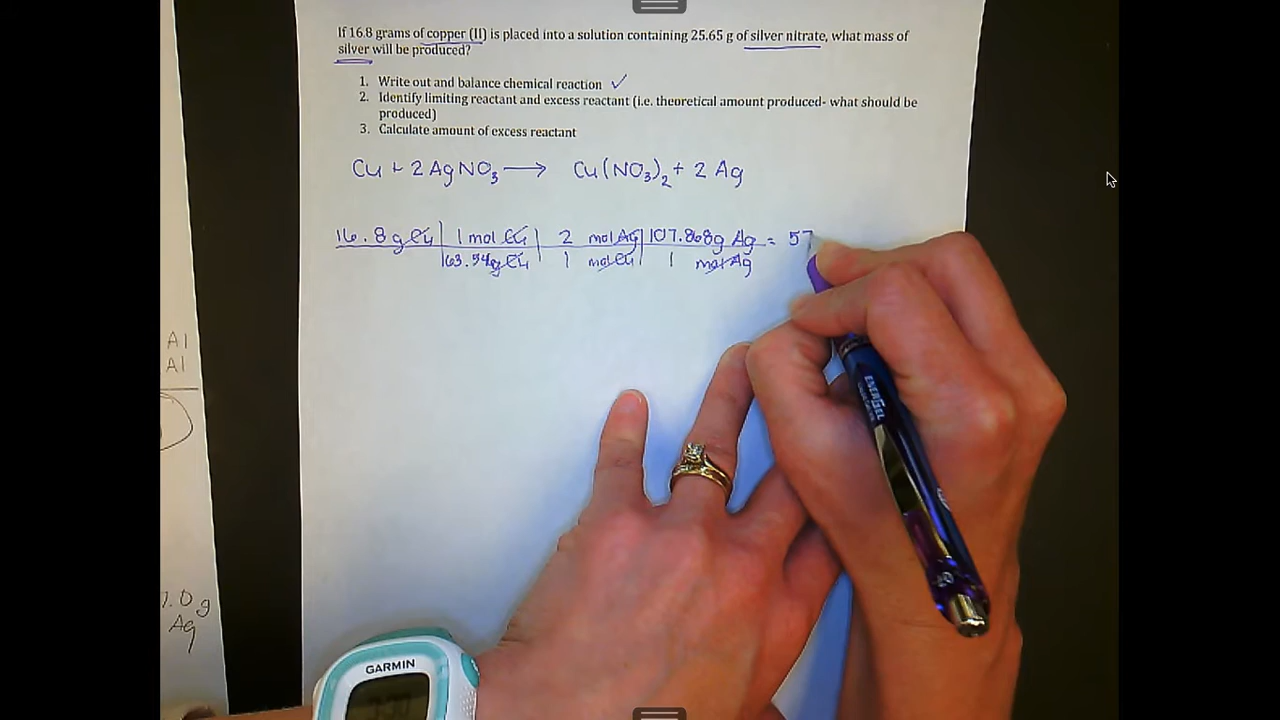 If 16.8 grams of copper (II) is placed into a solution containing 25.65 g of silver nitrate, what mass of
silver will be produced?
1. Write out and balance chemical reaction ✓
2. Identify limiting reactant and excess reactant (i.e. theoretical amount produced- what should be
produced)
3. Calculate amount of excess reactant
Cu + 2 AgNO₃ → Cu(NO₃)₂ + 2 Ag
16.8 g Cu | 1 mol Cu | 2 mol Ag | 107.868g Ag = 57
63.546g Cu | 1 mol Cu | 1 mol Ag
Al
Al
.0 g
Ag
GARMIN
ENERGEL